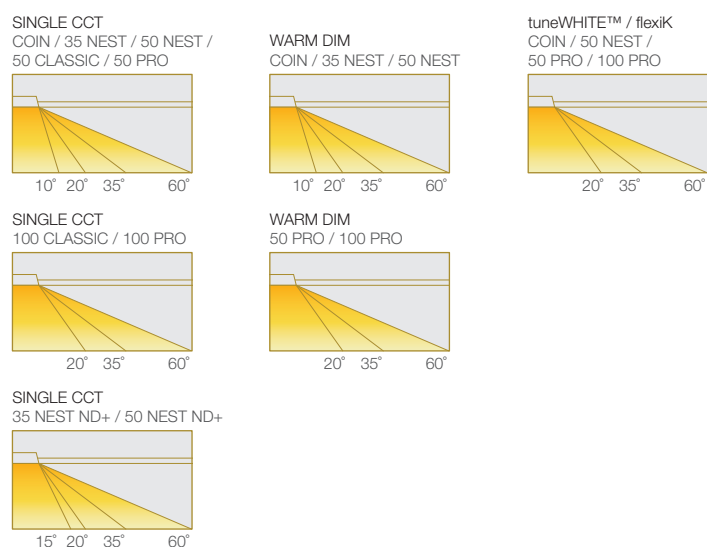 SINGLE CCT
COIN / 35 NEST / 50 NEST /
50 CLASSIC / 50 PRO
10° 20° 35° 60°
WARM DIM
COIN / 35 NEST / 50 NEST
10° 20° 35° 60°
tuneWHITE™ / flexiK
COIN / 50 NEST /
50 PRO / 100 PRO
20° 35° 60°
SINGLE CCT
100 CLASSIC / 100 PRO
20° 35° 60°
WARM DIM
50 PRO / 100 PRO
20° 35° 60°
SINGLE CCT
35 NEST ND+ / 50 NEST ND+
15° 20° 35° 60°